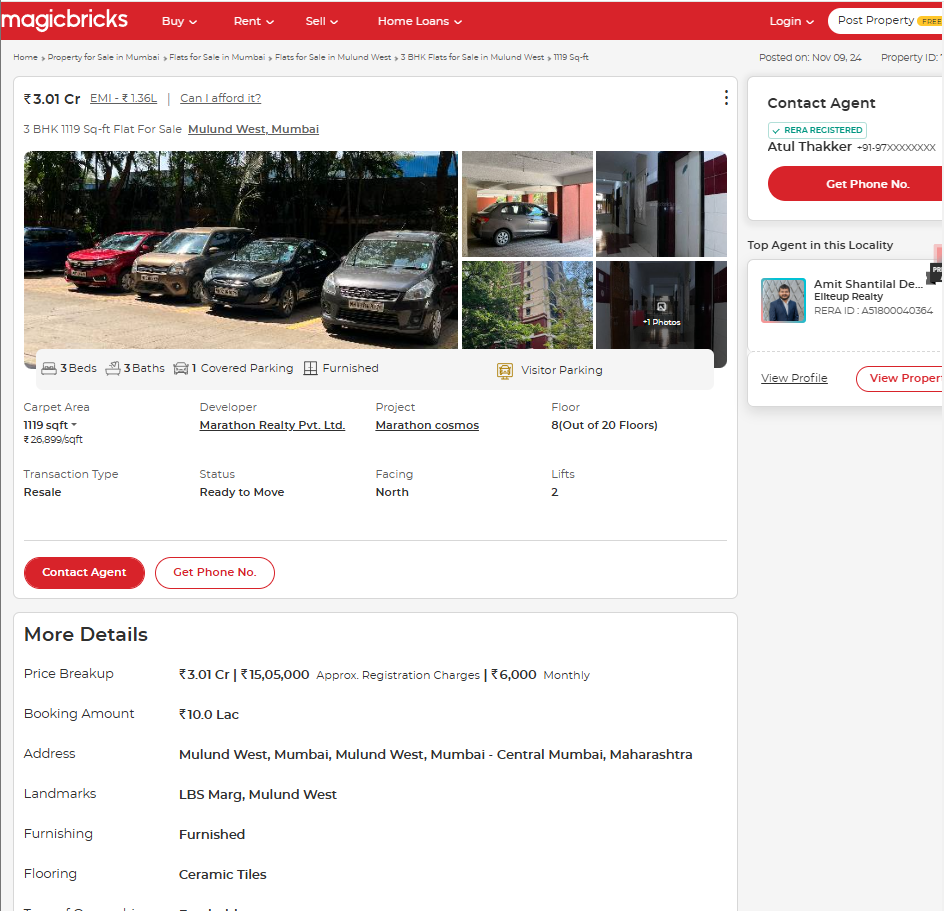 magicbricks Buy Rent Sell Home Loans Login Post Property FREE
Home > Property for Sale in Mumbai > Flats for Sale in Mumbai > Flats for Sale in Mulund West > 3 BHK Flats for Sale in Mulund West > 1119 Sq-ft Posted on: Nov 09, 24 Property ID:
₹3.01 Cr EMI - ₹ 1.36L | Can I afford it?
3 BHK 1119 Sq-ft Flat For Sale Mulund West, Mumbai
+1 Photos
3 Beds 3 Baths 1 Covered Parking Furnished Visitor Parking
Carpet Area Developer Project Floor
1119 sqft Marathon Realty Pvt. Ltd. Marathon cosmos 8(Out of 20 Floors)
₹26,899/sqft
Transaction Type Status Facing Lifts
Resale Ready to Move North 2
Contact Agent Get Phone No.
More Details
Price Breakup ₹3.01 Cr | ₹15,05,000 Approx. Registration Charges | ₹6,000 Monthly
Booking Amount ₹10.0 Lac
Address Mulund West, Mumbai, Mulund West, Mumbai - Central Mumbai, Maharashtra
Landmarks LBS Marg, Mulund West
Furnishing Furnished
Flooring Ceramic Tiles
Contact Agent
RERA REGISTERED
Atul Thakker +91-97XXXXXXXX
Get Phone No.
Top Agent in this Locality
Amit Shantilal De...
Eliteup Realty
RERA ID : A51800040364
View Profile